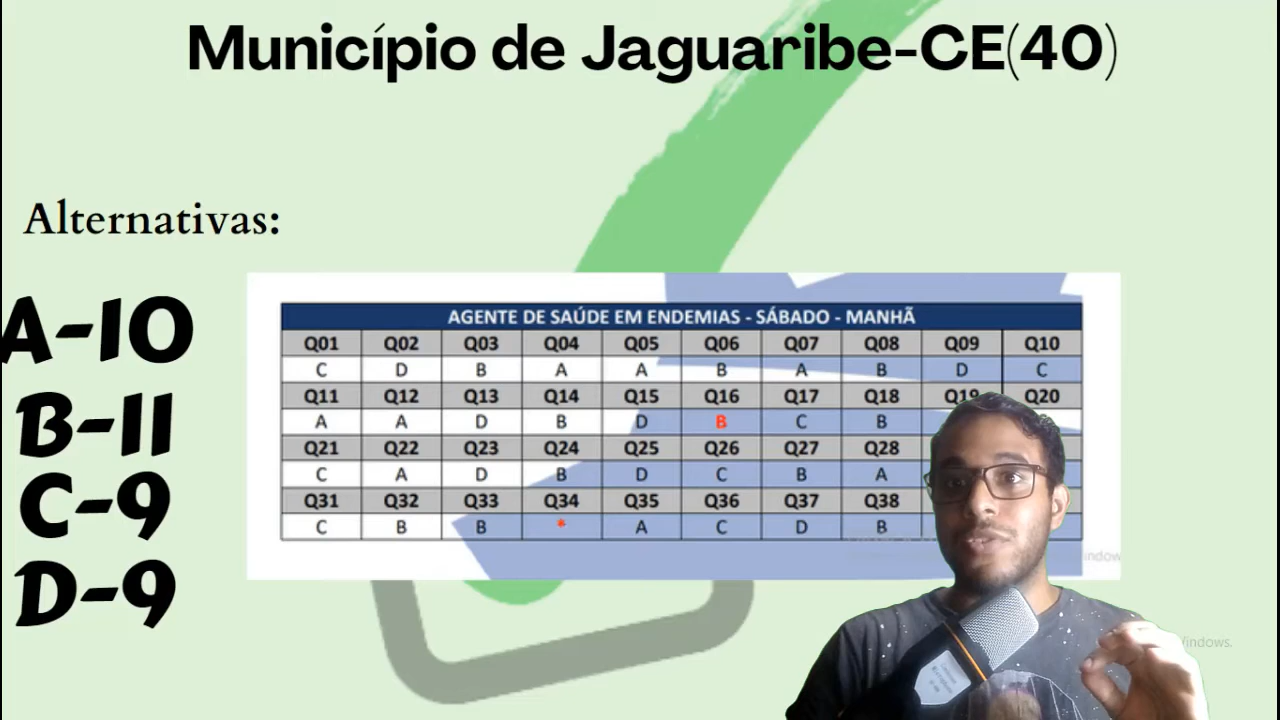 Município de Jaguaribe-CE(40)
Alternativas:
A-10
B-11
C-9
D-9
AGENTE DE SAÚDE EM ENDEMIAS - SÁBADO - MANHÃ
Q01 Q02 Q03 Q04 Q05 Q06 Q07 Q08 Q09 Q10
C D B A A B A B D C
Q11 Q12 Q13 Q14 Q15 Q16 Q17 Q18 Q19 Q20
A A D B D B C B
Q21 Q22 Q23 Q24 Q25 Q26 Q27 Q28
C A D B D C B A
Q31 Q32 Q33 Q34 Q35 Q36 Q37 Q38
C B B * A C D B